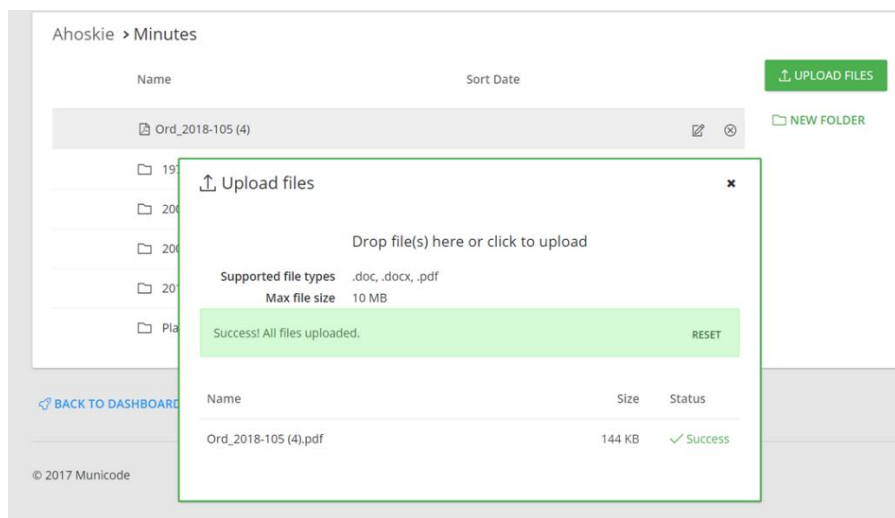 Ahoskie > Minutes
Name Sort Date
UPLOAD FILES
Ord_2018-105 (4)
NEW FOLDER
Upload files
Drop file(s) here or click to upload
Supported file types .doc, .docx, .pdf
Max file size 10 MB
Success! All files uploaded. RESET
Name Size Status
Ord_2018-105 (4).pdf 144 KB Success
BACK TO DASHBOARD
© 2017 Municode